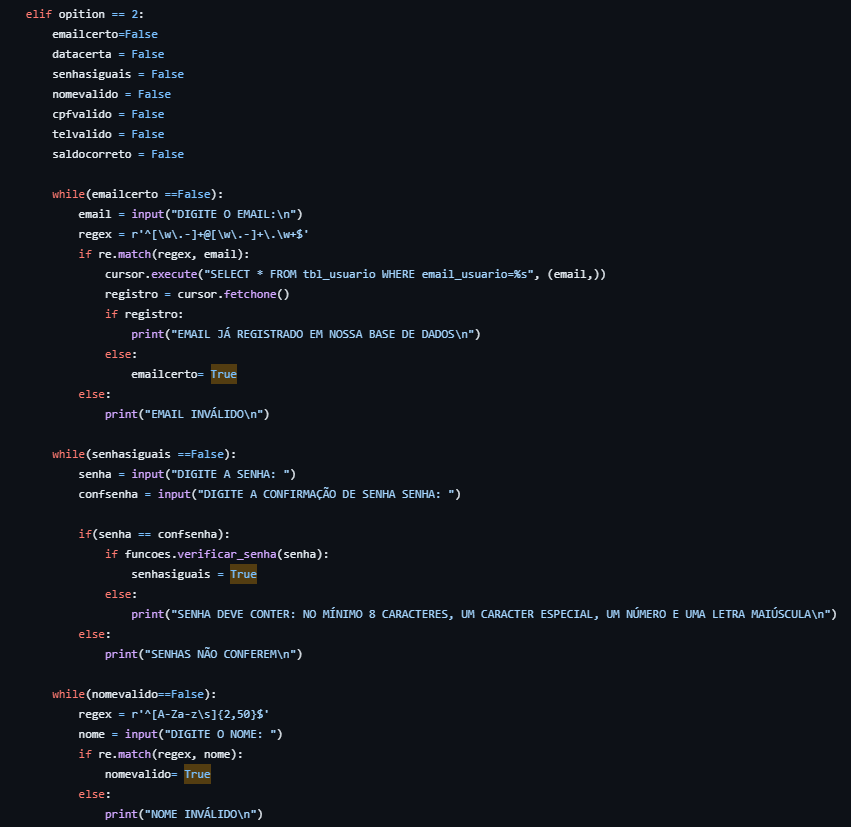 elif opition == 2:
emailcerto=False
datacerta = False
senhasiguais = False
nomevalido = False
cpfvalido = False
telvalido = False
saldocorreto = False
while(emailcerto ==False):
email = input("DIGITE O EMAIL:\n")
regex = r'^[\w\.-]+@[\w\.-]+\.\w+$'
if re.match(regex, email):
cursor.execute("SELECT * FROM tbl_usuario WHERE email_usuario=%s", (email,))
registro = cursor.fetchone()
if registro:
print("EMAIL JÁ REGISTRADO EM NOSSA BASE DE DADOS\n")
else:
emailcerto= True
else:
print("EMAIL INVÁLIDO\n")
while(senhasiguais ==False):
senha = input("DIGITE A SENHA: ")
confsenha = input("DIGITE A CONFIRMAÇÃO DE SENHA SENHA: ")
if(senha == confsenha):
if funcoes.verificar_senha(senha):
senhasiguais = True
else:
print("SENHA DEVE CONTER: NO MÍNIMO 8 CARACTERES, UM CARACTER ESPECIAL, UM NÚMERO E UMA LETRA MAIÚSCULA\n")
else:
print("SENHAS NÃO CONFEREM\n")
while(nomevalido==False):
regex = r'^[A-Za-z\s]{2,50}$'
nome = input("DIGITE O NOME: ")
if re.match(regex, nome):
nomevalido= True
else:
print("NOME INVÁLIDO\n")